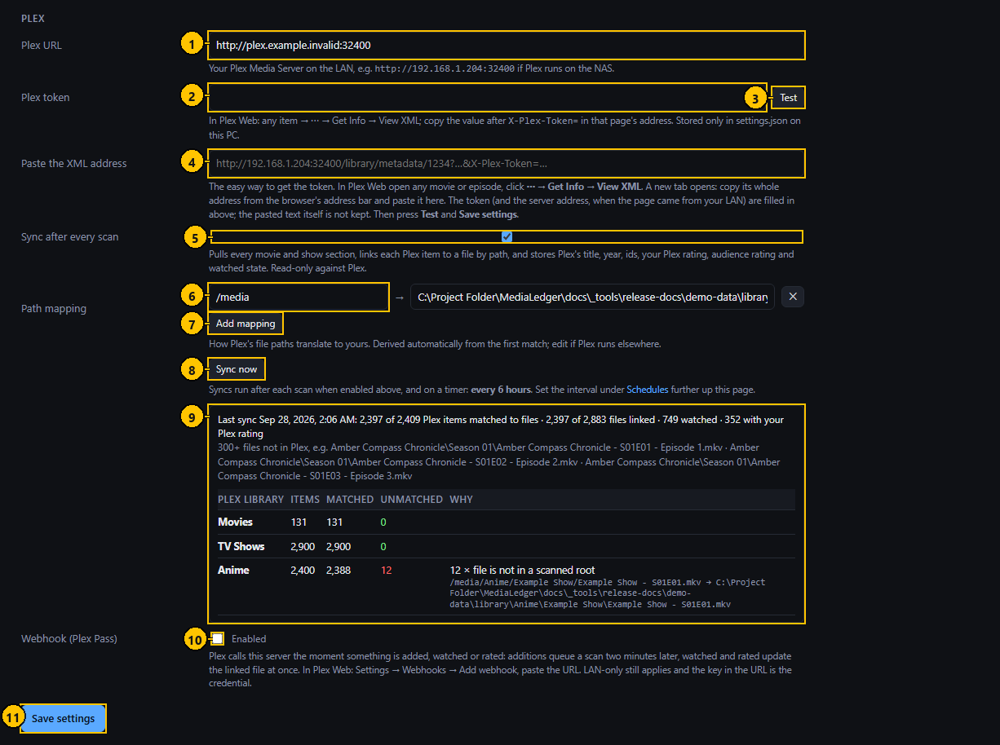 PLEX
Plex URL
1
http://plex.example.invalid:32400
Your Plex Media Server on the LAN, e.g. http://192.168.1.204:32400 if Plex runs on the NAS.
Plex token
2
3
Test
In Plex Web: any item → ··· → Get Info → View XML; copy the value after X-Plex-Token= in that page's address. Stored only in settings.json on
this PC.
Paste the XML address
4
http://192.168.1.204:32400/library/metadata/1234?...&X-Plex-Token=...
The easy way to get the token. In Plex Web open any movie or episode, click ··· → Get Info → View XML. A new tab opens: copy its whole
address from the browser's address bar and paste it here. The token (and the server address, when the page came from your LAN) are filled in
above; the pasted text itself is not kept. Then press Test and Save settings.
Sync after every scan
5
Pulls every movie and show section, links each Plex item to a file by path, and stores Plex's title, year, ids, your Plex rating, audience rating and
watched state. Read-only against Plex.
Path mapping
6
/media
→
C:\Project Folder\MediaLedger\docs\_tools\release-docs\demo-data\library
×
7
Add mapping
How Plex's file paths translate to yours. Derived automatically from the first match; edit if Plex runs elsewhere.
8
Sync now
Syncs run after each scan when enabled above, and on a timer: every 6 hours. Set the interval under Schedules further up this page.
9
Last sync Sep 28, 2026, 2:06 AM: 2,397 of 2,409 Plex items matched to files · 2,397 of 2,883 files linked · 749 watched · 352 with your
Plex rating
300+ files not in Plex, e.g. Amber Compass Chronicle\Season 01\Amber Compass Chronicle - S01E01 - Episode 1.mkv · Amber
Compass Chronicle\Season 01\Amber Compass Chronicle - S01E02 - Episode 2.mkv · Amber Compass Chronicle\Season 01\Amber
Compass Chronicle - S01E03 - Episode 3.mkv
PLEX LIBRARY ITEMS MATCHED UNMATCHED WHY
Movies 131 131 0
TV Shows 2,900 2,900 0
Anime 2,400 2,388 12 12 × file is not in a scanned root
/media/Anime/Example Show/Example Show - S01E01.mkv → C:\Project
Folder\MediaLedger\docs\_tools\release-docs\demo-
data\library\Anime\Example Show\Example Show - S01E01.mkv
Webhook (Plex Pass)
10
Enabled
Plex calls this server the moment something is added, watched or rated: additions queue a scan two minutes later, watched and rated update
the linked file at once. In Plex Web: Settings → Webhooks → Add webhook, paste the URL. LAN-only still applies and the key in the URL is the
credential.
11
Save settings